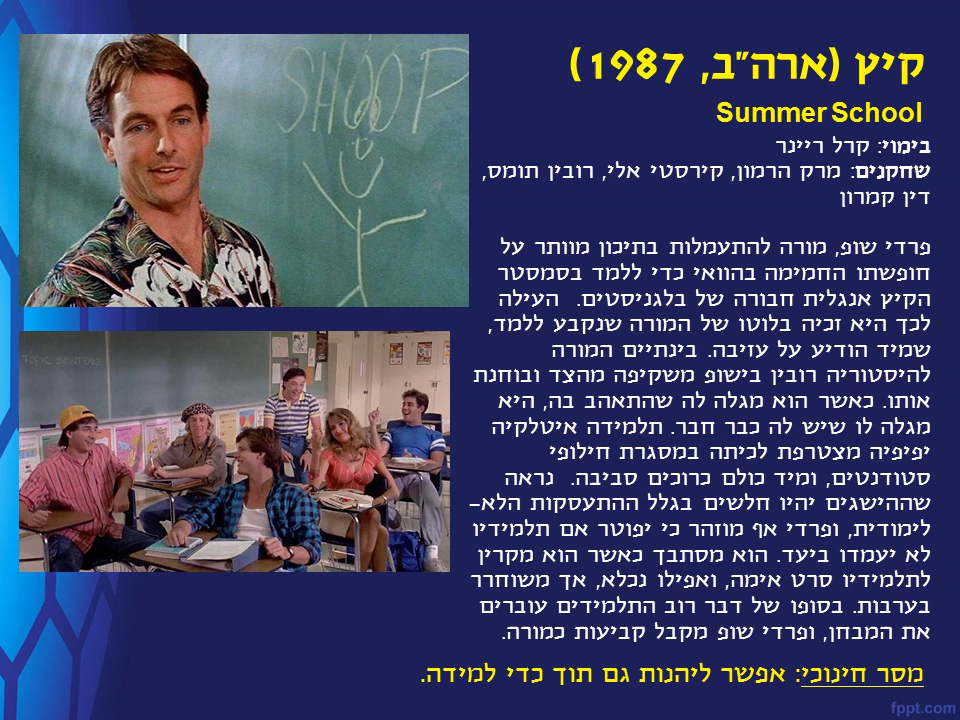 קיץ (ארה"ב, 1987)
Summer School
בימוי: קרל ריינר
שחקנים: מרק הרמון, קירסטי אלי, רובין תומס,
דין קמרון
פרדי שופ, מורה להתעמלות בתיכון מוותר על
חופשתו החמימה בהוואי כדי ללמד בסמסטר
הקיץ אנגלית חבורה של בלגניסטים. העילה
לכך היא זכיה בלוטו של המורה שנקבע ללמד,
שמיד הודיע על עזיבה. בינתיים המורה
להיסטוריה רובין בישופ משקיפה מהצד ובוחנת
אותו. כאשר הוא מגלה לה שהתאהב בה, היא
מגלה לו שיש לה כבר חבר. תלמידה איטלקיה
יפיפיה מצטרפת לכיתה במסגרת חילופי
סטודנטים, ומיד כולם כרוכים סביבה. נראה
שההישגים יהיו חלשים בגלל ההתעסקות הלא-
לימודית, ופרדי אף מוזהר כי יפוטר אם תלמידיו
לא יעמדו ביעד. הוא מסתבך כאשר הוא מקרין
לתלמידיו סרט אימה, ואפילו נכלא, אך משוחרר
בערבות. בסופו של דבר רוב התלמידים עוברים
את המבחן, ופרדי שופ מקבל קביעות כמורה.
מסר חינוכי: אפשר ליהנות גם תוך כדי למידה.
SHOOP
TOPIC SENTENCE
fppt.com